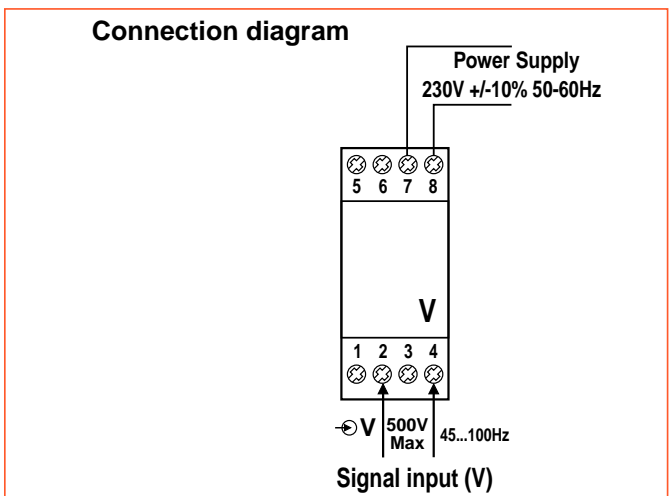 Connection diagram
Power Supply
230V +/-10% 50-60Hz
5 6 7 8
V
1 2 3 4
V 500V Max 45...100Hz
Signal input (V)